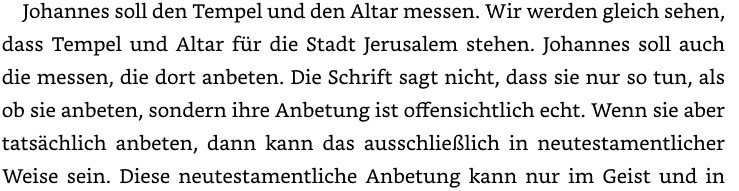 Johannes soll den Tempel und den Altar messen. Wir werden gleich sehen,
dass Tempel und Altar für die Stadt Jerusalem stehen. Johannes soll auch
die messen, die dort anbeten. Die Schrift sagt nicht, dass sie nur so tun, als
ob sie anbeten, sondern ihre Anbetung ist offensichtlich echt. Wenn sie aber
tatsächlich anbeten, dann kann das ausschließlich in neutestamentlicher
Weise sein. Diese neutestamentliche Anbetung kann nur im Geist und in